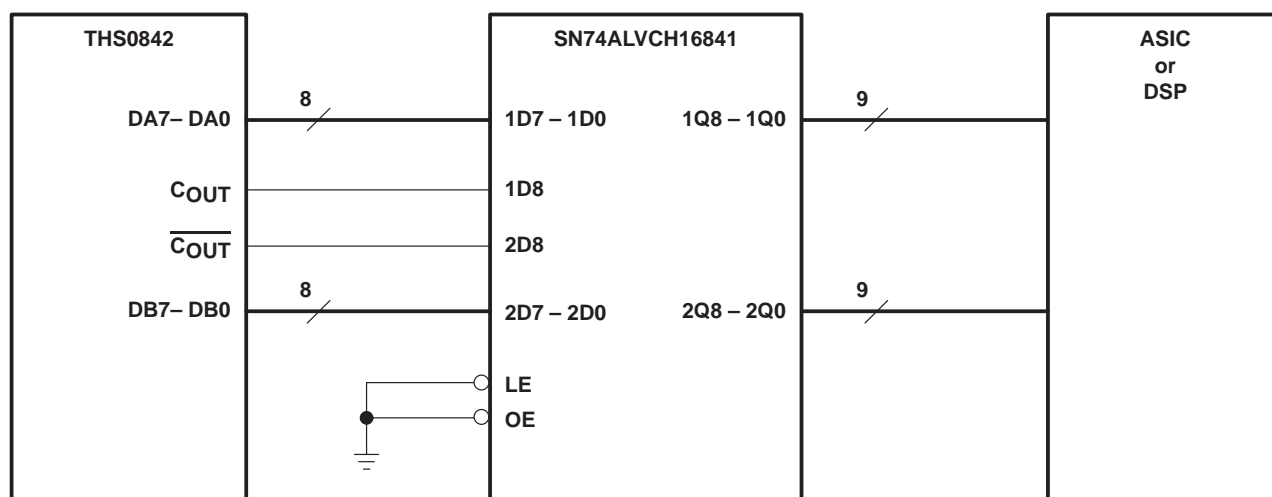 THS0842
SN74ALVCH16841
ASIC
or
DSP
DA7– DA0
8
1D7 – 1D0
1Q8 – 1Q0
9
COUT
1D8
COUT
2D8
DB7– DB0
8
2D7 – 2D0
2Q8 – 2Q0
9
LE
OE